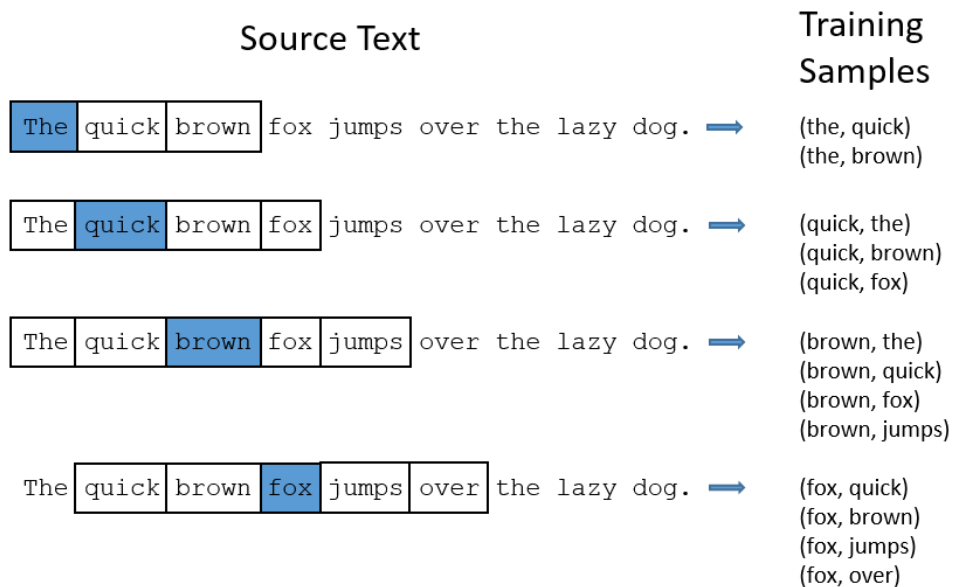 Source Text
Training
Samples
The quick brown fox jumps over the lazy dog.
(the, quick)
(the, brown)
The quick brown fox jumps over the lazy dog.
(quick, the)
(quick, brown)
(quick, fox)
The quick brown fox jumps over the lazy dog.
(brown, the)
(brown, quick)
(brown, fox)
(brown, jumps)
The quick brown fox jumps over the lazy dog.
(fox, quick)
(fox, brown)
(fox, jumps)
(fox, over)